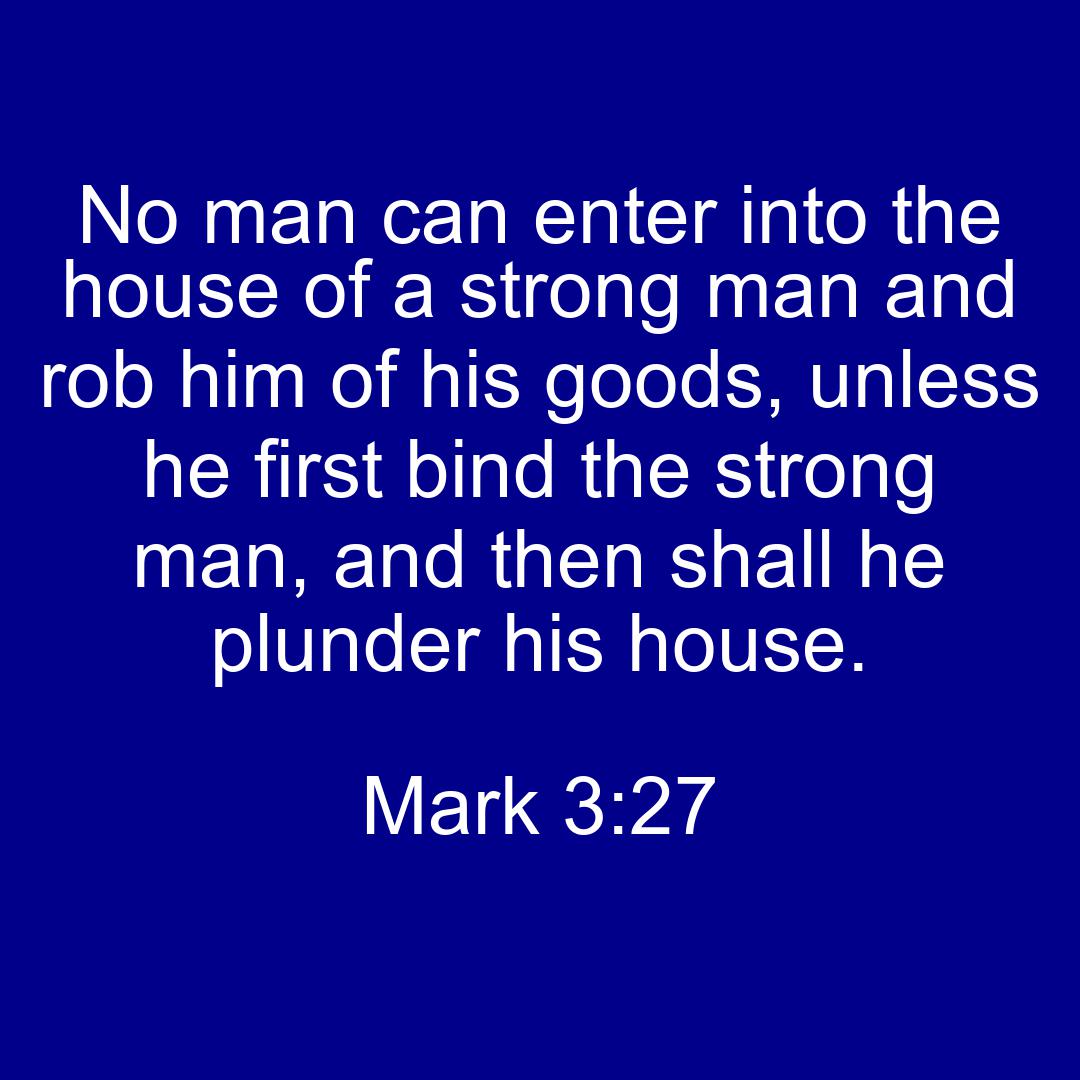 No man can enter into the
house of a strong man and
rob him of his goods, unless
he first bind the strong
man, and then shall he
plunder his house.
Mark 3:27